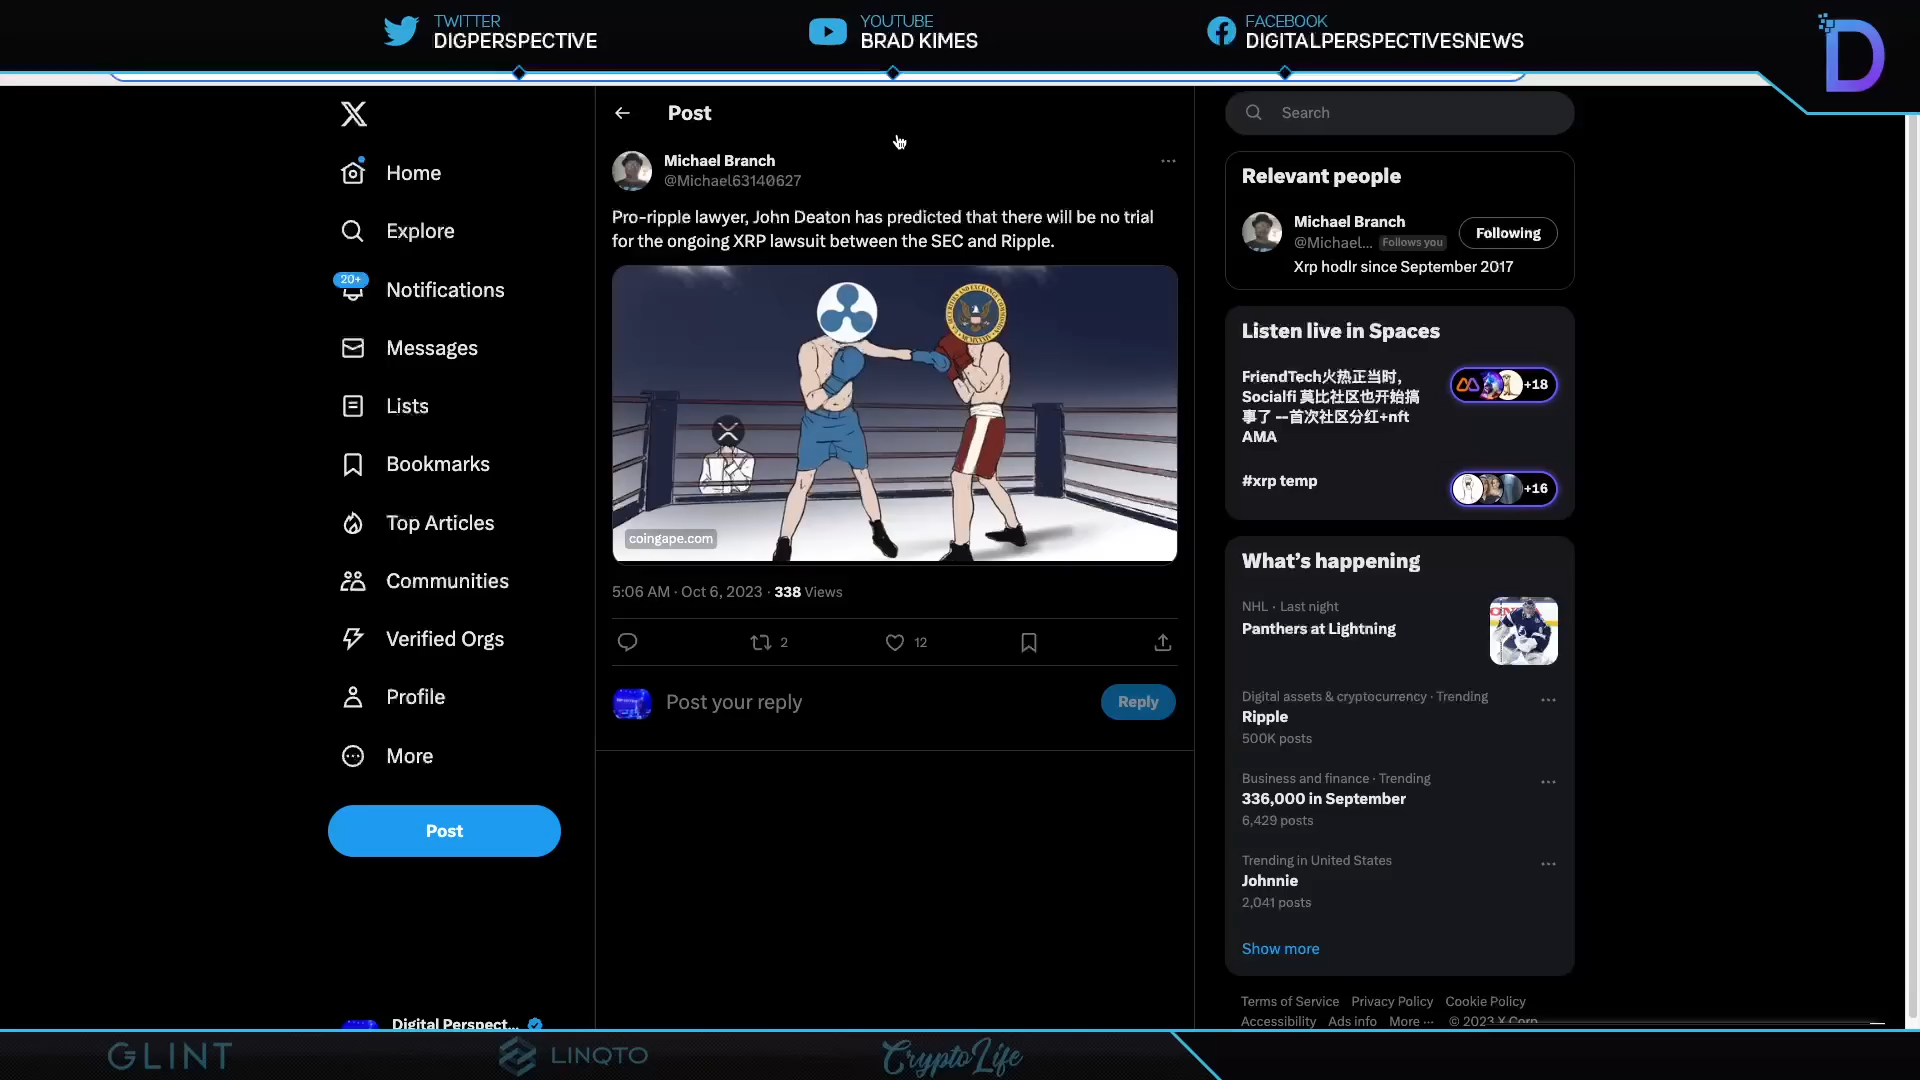 TWITTER
DIGPERSPECTIVE
YOUTUBE
BRAD KIMES
FACEBOOK
DIGITALPERSPECTIVESNEWS
D
Home
Explore
20+
Notifications
Messages
Lists
Bookmarks
Top Articles
Communities
Verified Orgs
Profile
More
Post
Digital Perspect...
Post
Michael Branch
@Michael63140627
Pro-ripple lawyer, John Deaton has predicted that there will be no trial
for the ongoing XRP lawsuit between the SEC and Ripple.
coingape.com
5:06 AM · Oct 6, 2023 · 338 Views
2
12
Post your reply
Reply
Search
Relevant people
Michael Branch
@Michael... Follows you
Following
Xrp hodlr since September 2017
Listen live in Spaces
FriendTech火热正当时,
Socialfi 莫比社区也开始搞
事了 --首次社区分红+nft
AMA
+18
#xrp temp
+16
What's happening
NHL · Last night
Panthers at Lightning
Digital assets & cryptocurrency · Trending
Ripple
500K posts
Business and finance · Trending
336,000 in September
6,429 posts
Trending in United States
Johnnie
2,041 posts
Show more
Terms of Service Privacy Policy Cookie Policy
Accessibility Ads info More ··· © 2023 X Corp.
GLINT
LINQTO
CryptoLife